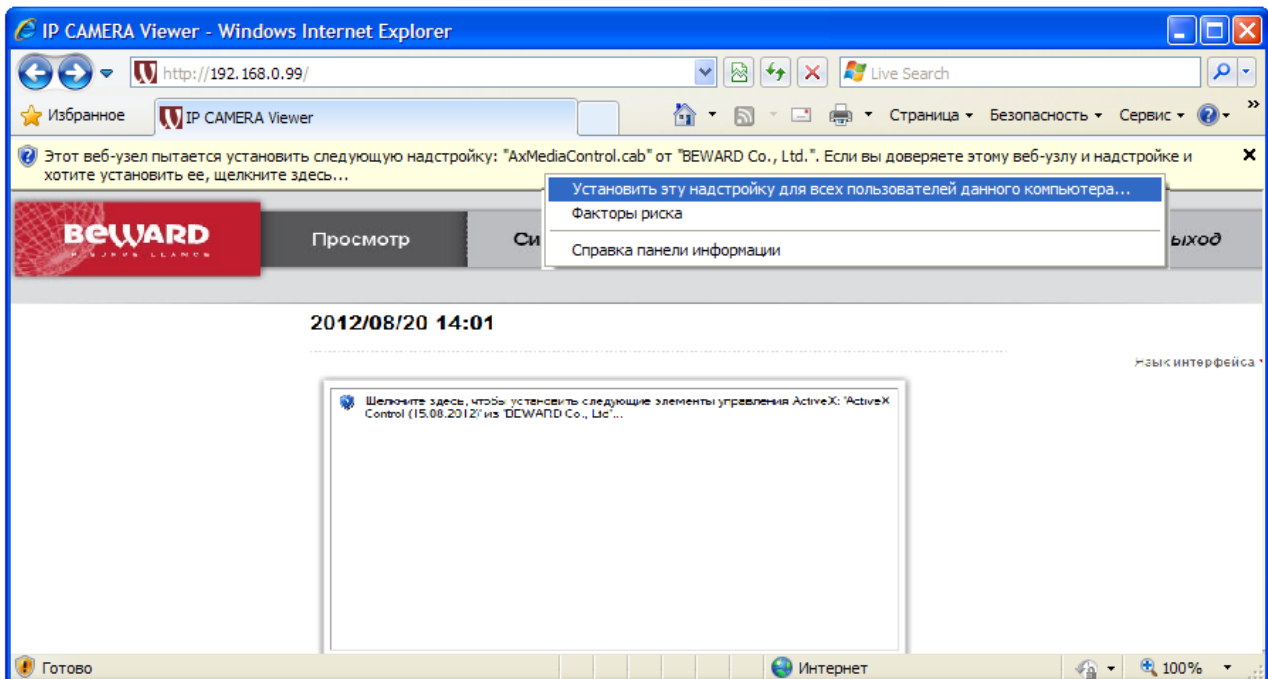 IP CAMERA Viewer - Windows Internet Explorer
http://192.168.0.99/
Live Search
Избранное
IP CAMERA Viewer
Страница
Безопасность
Сервис
Этот веб-узел пытается установить следующую надстройку: "AxMediaControl.cab" от "BEWARD Co., Ltd.". Если вы доверяете этому веб-узлу и надстройке и
хотите установить ее, щелкните здесь...
Установить эту надстройку для всех пользователей данного компьютера...
Факторы риска
Справка панели информации
BEWARD
Просмотр
Си
ыход
2012/08/20 14:01
Язык интерфейса
Щелкните здесь, чтобы установить следующие элементы управления ActiveX: "ActiveX
Control (15.08.2012)" из "BEWARD Co., Ltd"...
Готово
Интернет
100%